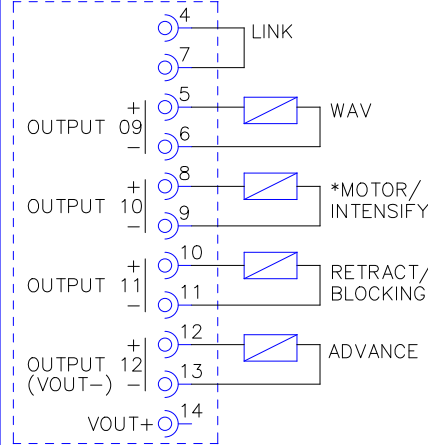 4
LINK
7
5
+
WAV
OUTPUT 09
6
−
8
+
*MOTOR/
OUTPUT 10
INTENSIFY
9
−
10
+
RETRACT/
OUTPUT 11
BLOCKING
11
−
12
+
ADVANCE
OUTPUT 12
(VOUT−)
13
−
VOUT+
14